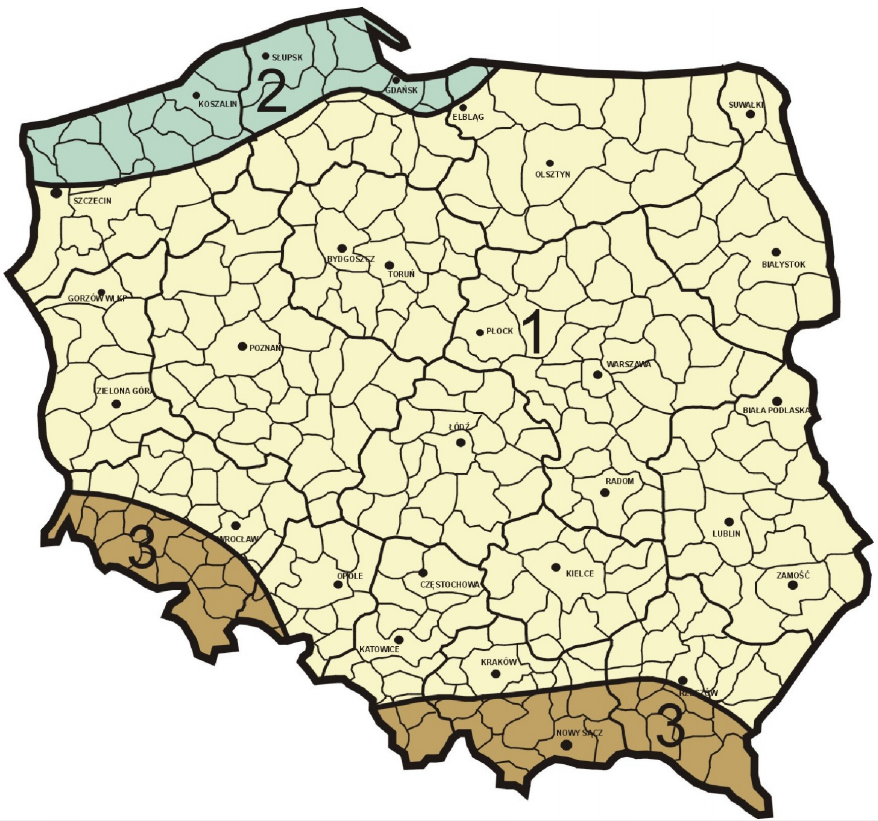 SŁUPSK
2
GDAŃSK
KOSZALIN
SUWAŁKI
ELBLĄG
OLSZTYN
SZCZECIN
BYDGOSZCZ
BIAŁYSTOK
TORUŃ
GORZÓW WLKP
PŁOCK
1
POZNAŃ
WARSZAWA
ZIELONA GÓRA
BIAŁA PODLASKA
ŁÓDŹ
RADOM
LUBLIN
WROCŁAW
3
OPOLE
CZĘSTOCHOWA
KIELCE
ZAMOŚĆ
KATOWICE
KRAKÓW
RZESZÓW
3
NOWY SĄCZ